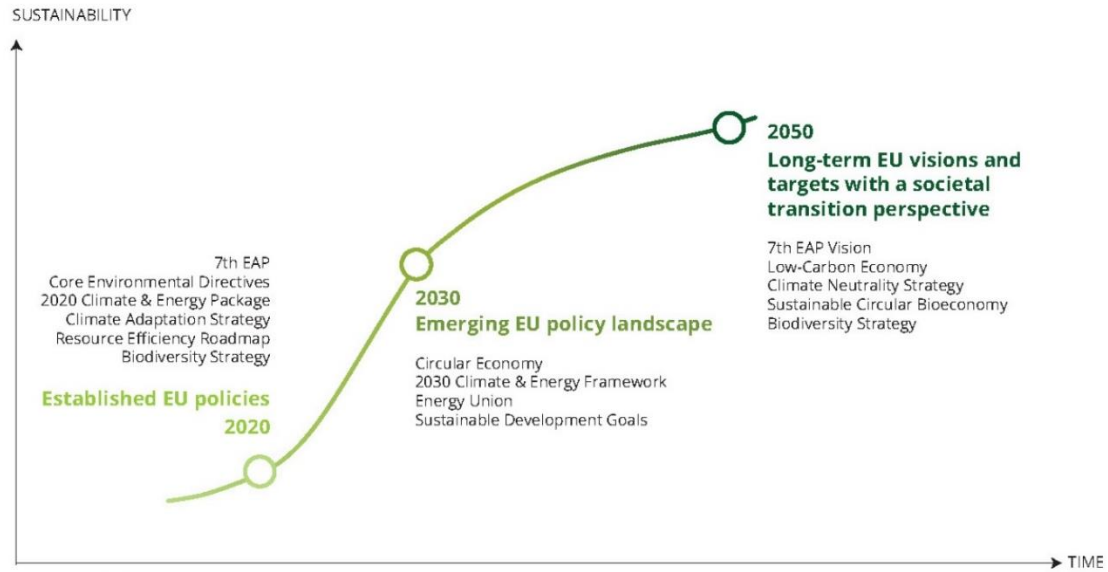 SUSTAINABILITY
7th EAP
Core Environmental Directives
2020 Climate & Energy Package
Climate Adaptation Strategy
Resource Efficiency Roadmap
Biodiversity Strategy
Established EU policies
2020
2030
Emerging EU policy landscape
Circular Economy
2030 Climate & Energy Framework
Energy Union
Sustainable Development Goals
2050
Long-term EU visions and
targets with a societal
transition perspective
7th EAP Vision
Low-Carbon Economy
Climate Neutrality Strategy
Sustainable Circular Bioeconomy
Biodiversity Strategy
TIME